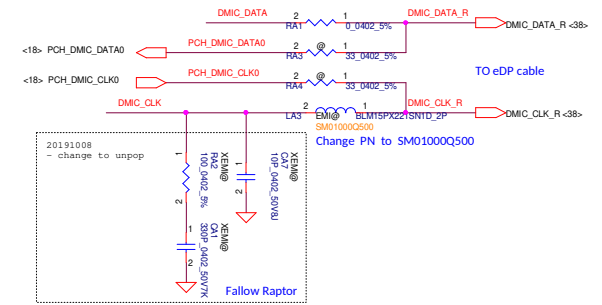 DMIC_DATA 2 1 DMIC_DATA_R
RA1 0_0402_5% DMIC_DATA_R <38>
<18> PCH_DMIC_DATA0 PCH_DMIC_DATA0 2 @ 1
RA3 33_0402_5%
TO eDP cable
<18> PCH_DMIC_CLK0 PCH_DMIC_CLK0 2 @ 1
RA4 33_0402_5%
DMIC_CLK 2 1 DMIC_CLK_R
LA3 EMI@ BLM15PX221SN1D_2P DMIC_CLK_R <38>
SM01000Q500
Change PN to SM01000Q500
20191008
- change to unpop
1 2
XEMI@
RA2
100_0402_5%
1 2
XEMI@
CA7
10P_0402_50V8J
1 2
XEMI@
CA1
330P_0402_50V7K
Fallow Raptor